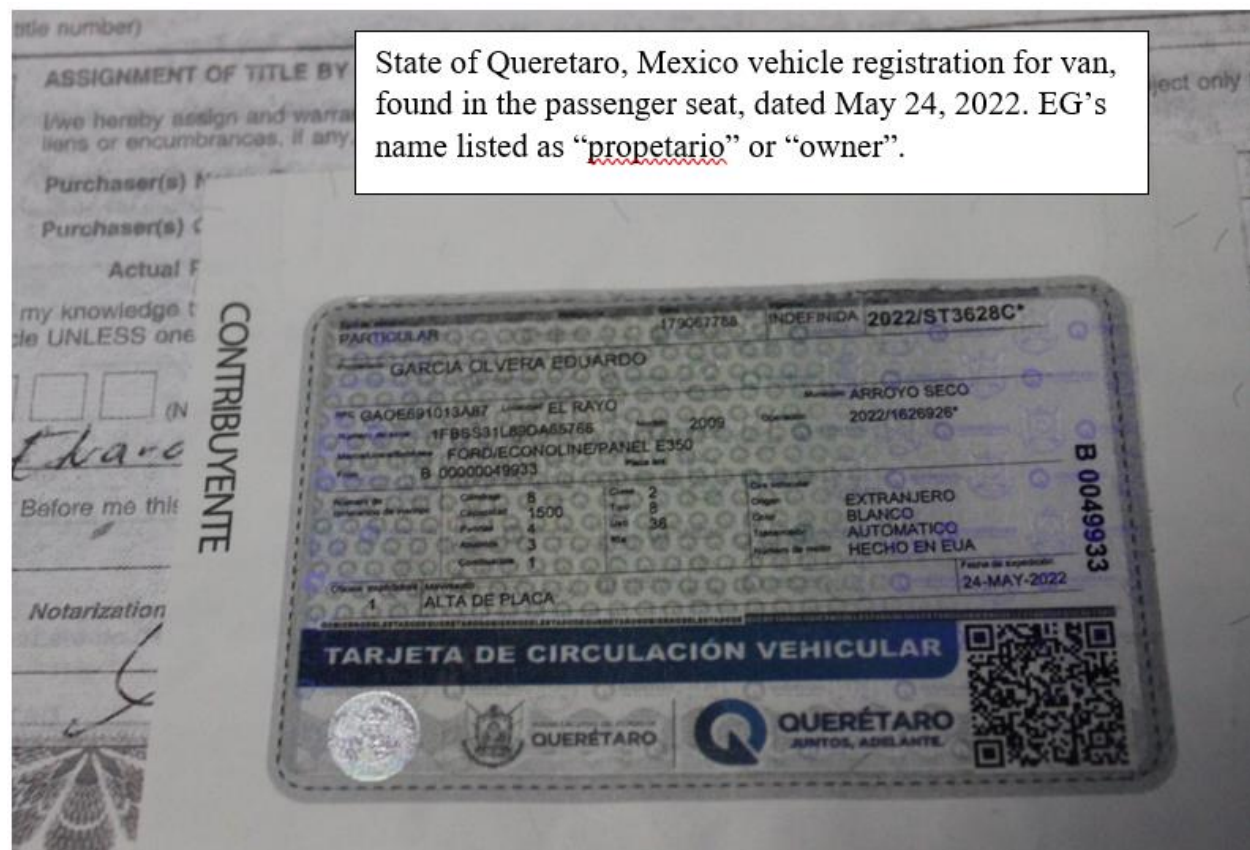 title number)
ASSIGNMENT OF TITLE BY
ject only
I/we hereby assign and warra
liens or encumbrances, if any,
State of Queretaro, Mexico vehicle registration for van,
found in the passenger seat, dated May 24, 2022. EG's
name listed as "propetario" or "owner".
Purchaser(s) N
Purchaser(s)
Actual
my knowledge t
cle UNLESS one
(N
Before me this
Notarization
CONTRIBUYENTE
PARTICULAR
179067768 INDEFINIDA 2022/ST3628C*
GARCIA OLVERA EDUARDO
ARROYO SECO
GAOE691013A87 EL RAYO
2022/1626926*
1FBSS31L89DA65766 2009
FORD/ECONOLINE/PANEL E350
B 00000049933
8 2 EXTRANJERO
1500 8 BLANCO
4 36 AUTOMATICO
3 HECHO EN EUA
1
24-MAY-2022
1 ALTA DE PLACA
B 0049933
TARJETA DE CIRCULACIÓN VEHICULAR
QUERÉTARO
QUERÉTARO
JUNTOS, ADELANTE.